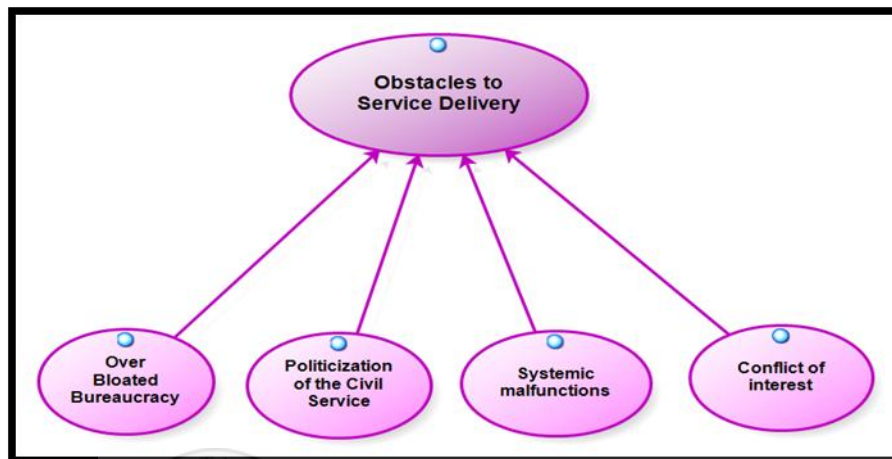 Obstacles to
Service Delivery
Over
Bloated
Bureaucracy
Politicization
of the Civil
Service
Systemic
malfunctions
Conflict of
interest